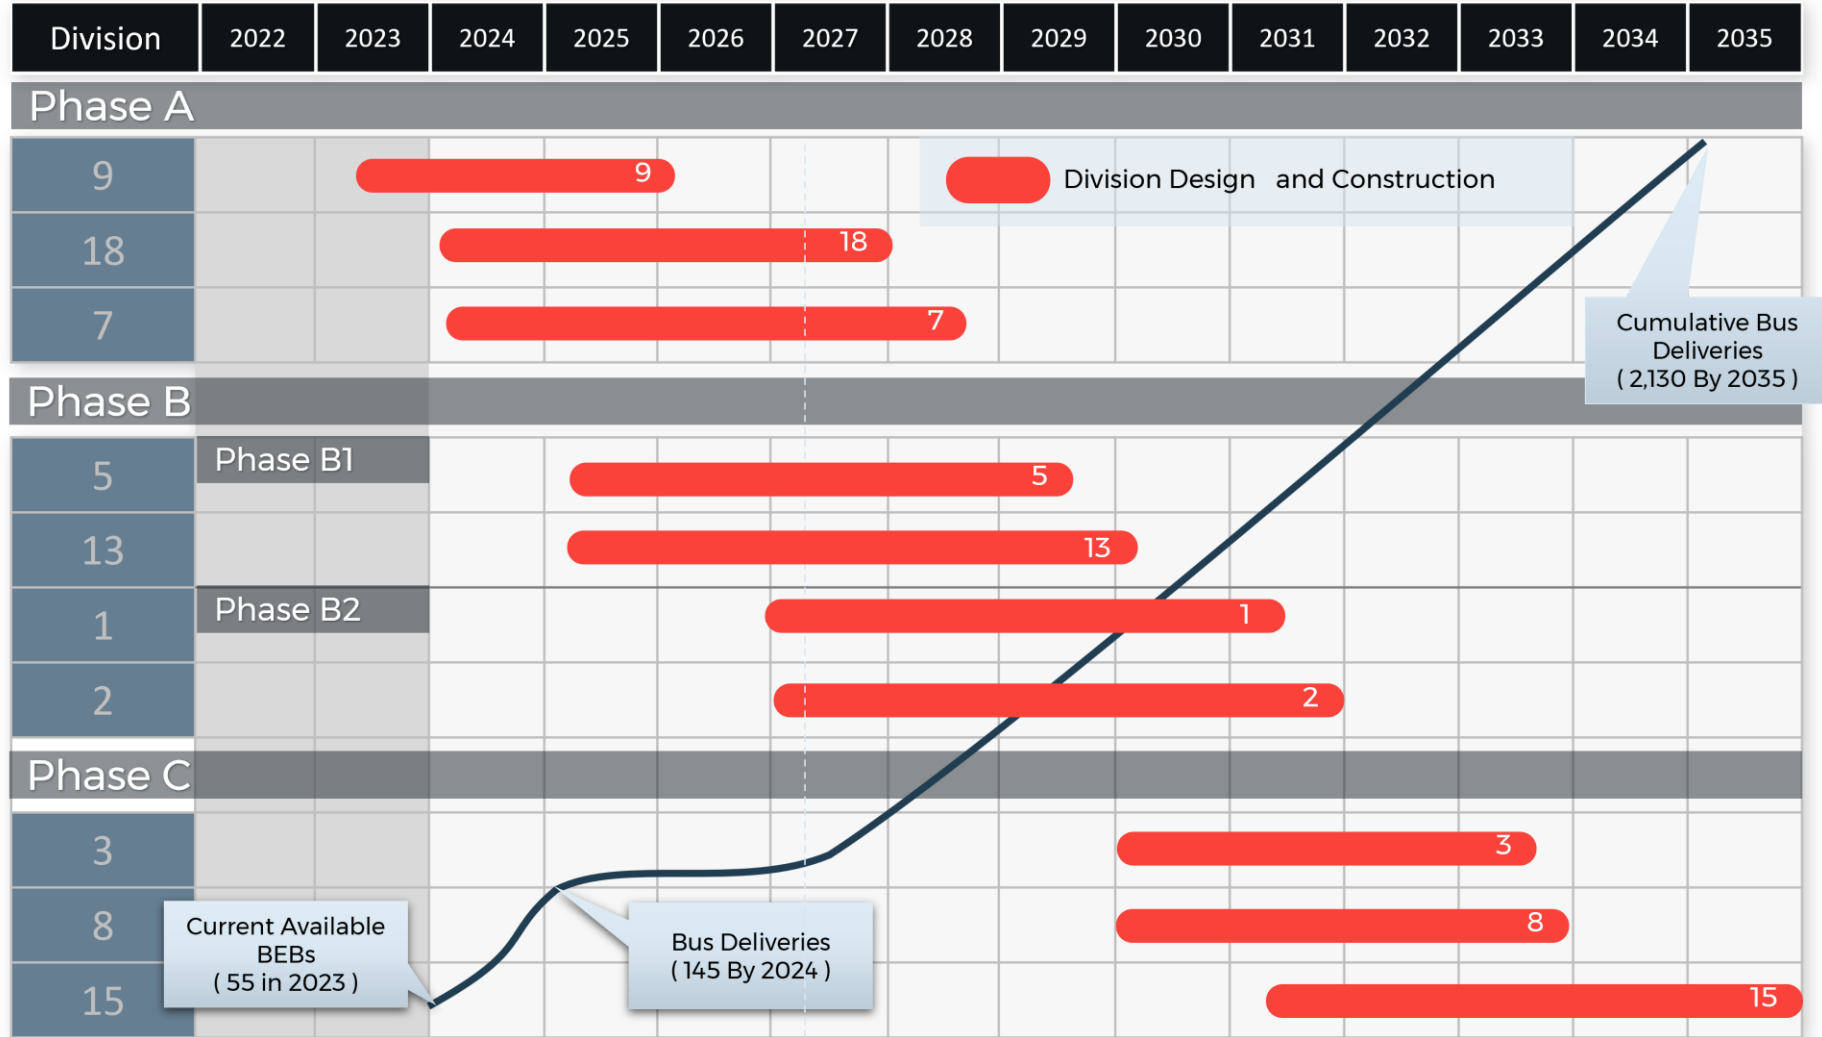 Division 2022 2023 2024 2025 2026 2027 2028 2029 2030 2031 2032 2033 2034 2035
Phase A
9 9
Division Design and Construction
18 18
7 7
Cumulative Bus
Deliveries
( 2,130 By 2035 )
Phase B
Phase B1
5 5
13 13
Phase B2
1 1
2 2
Phase C
3 3
8 8
Current Available
BEBs
( 55 in 2023 )
Bus Deliveries
( 145 By 2024 )
15 15